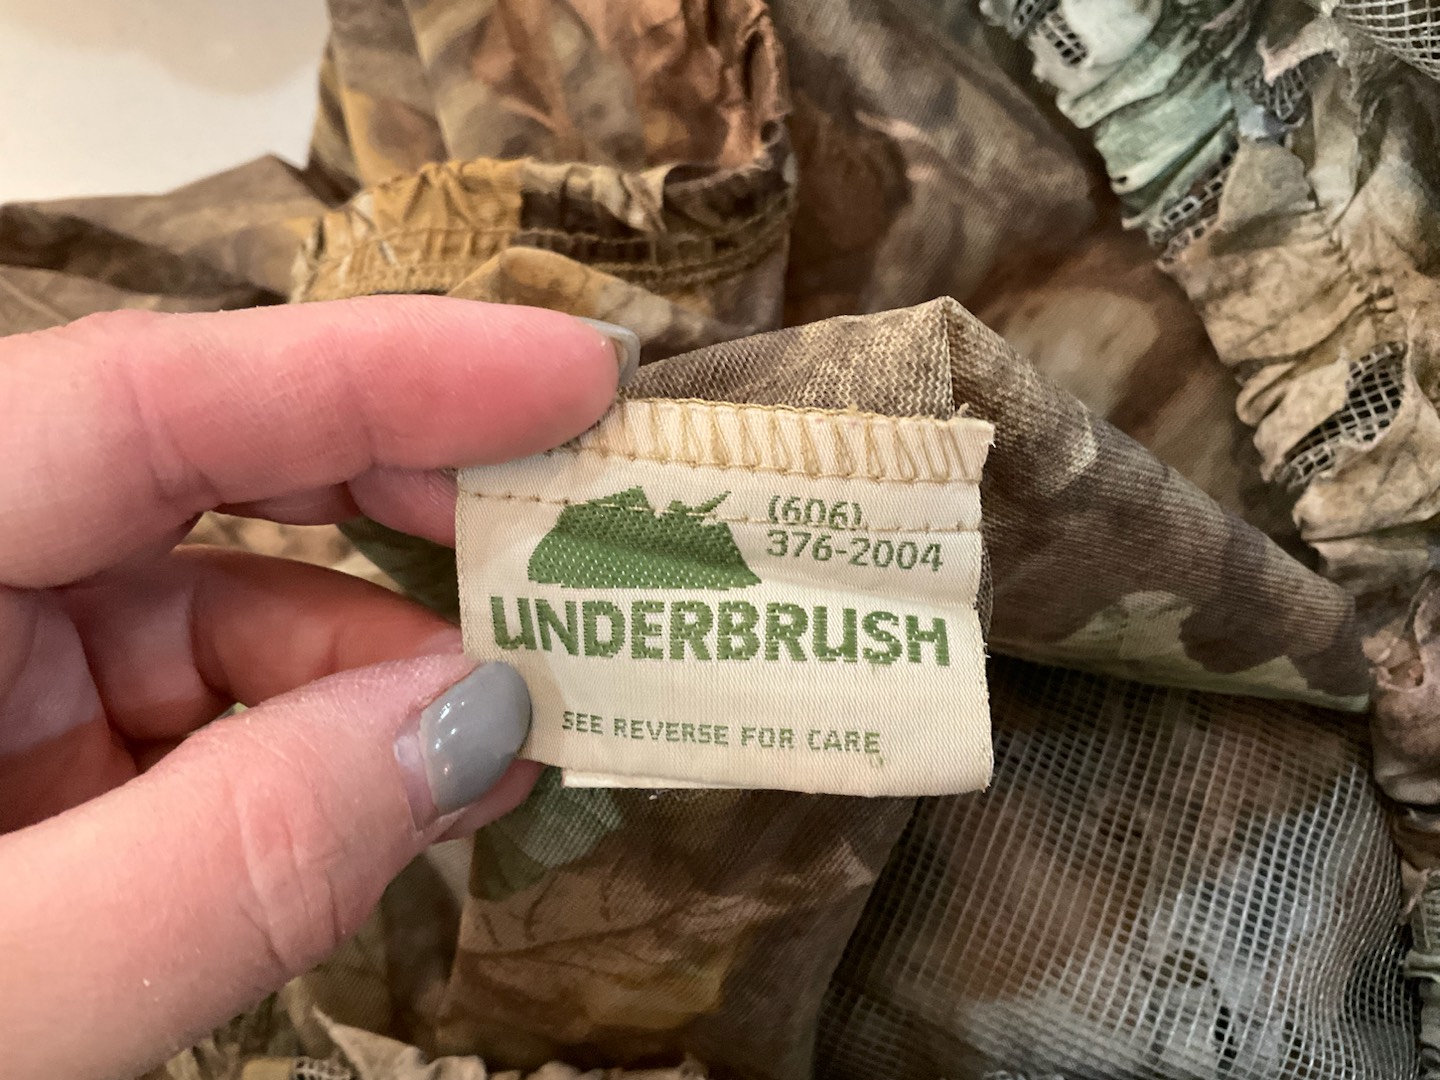 (606)
376-2004
UNDERBRUSH
SEE REVERSE FOR CARE